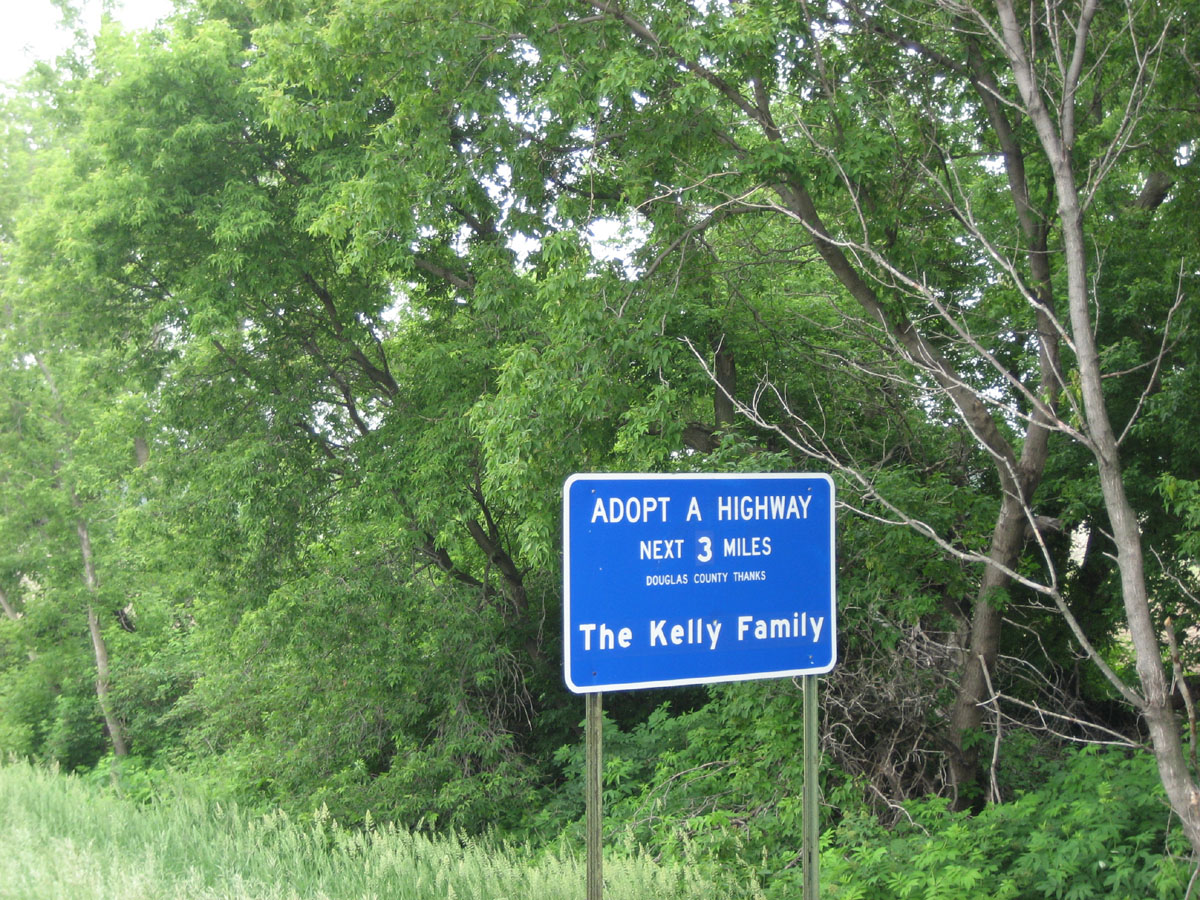 ADOPT A HIGHWAY
NEXT 3 MILES
DOUGLAS COUNTY THANKS
The Kelly Family